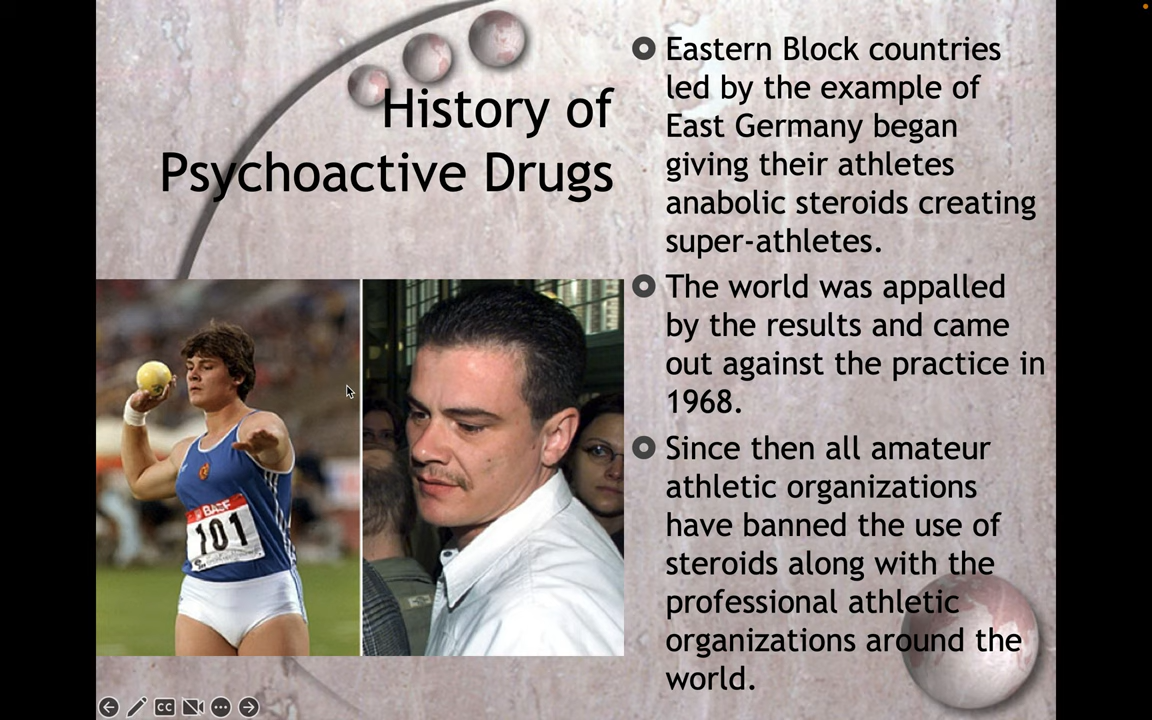 History of
Psychoactive Drugs
Eastern Block countries
led by the example of
East Germany began
giving their athletes
anabolic steroids creating
super-athletes.
The world was appalled
by the results and came
out against the practice in
1968.
Since then all amateur
athletic organizations
have banned the use of
steroids along with the
professional athletic
organizations around the
world.
BASF
101
CC